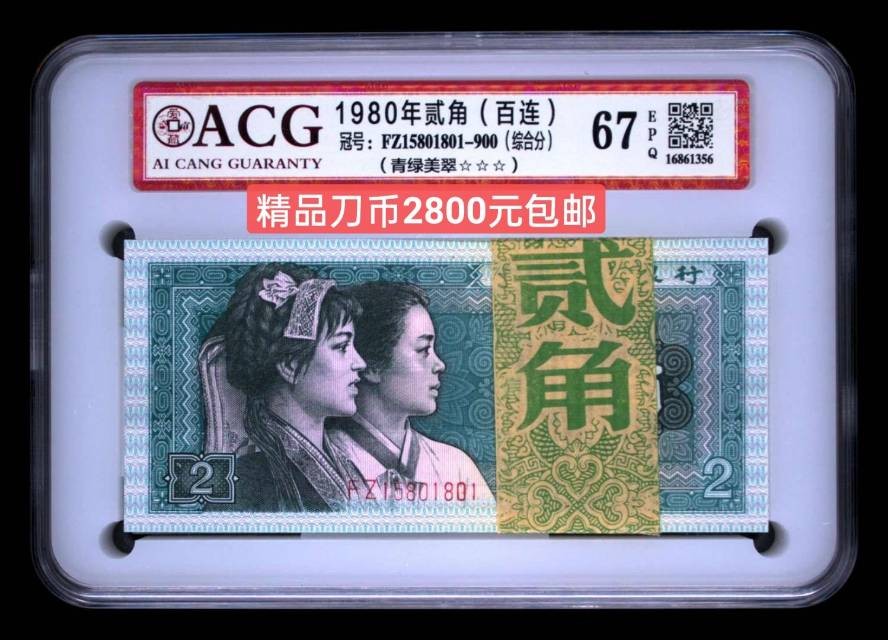 ACG
AI CANG GUARANTY
1980年贰角（百连）
冠号：FZ15801801-900（综合分）
（青绿美翠☆☆☆）
67
EPQ
16861356
精品刀币2800元包邮
贰角
行
2
FZ15801801
2